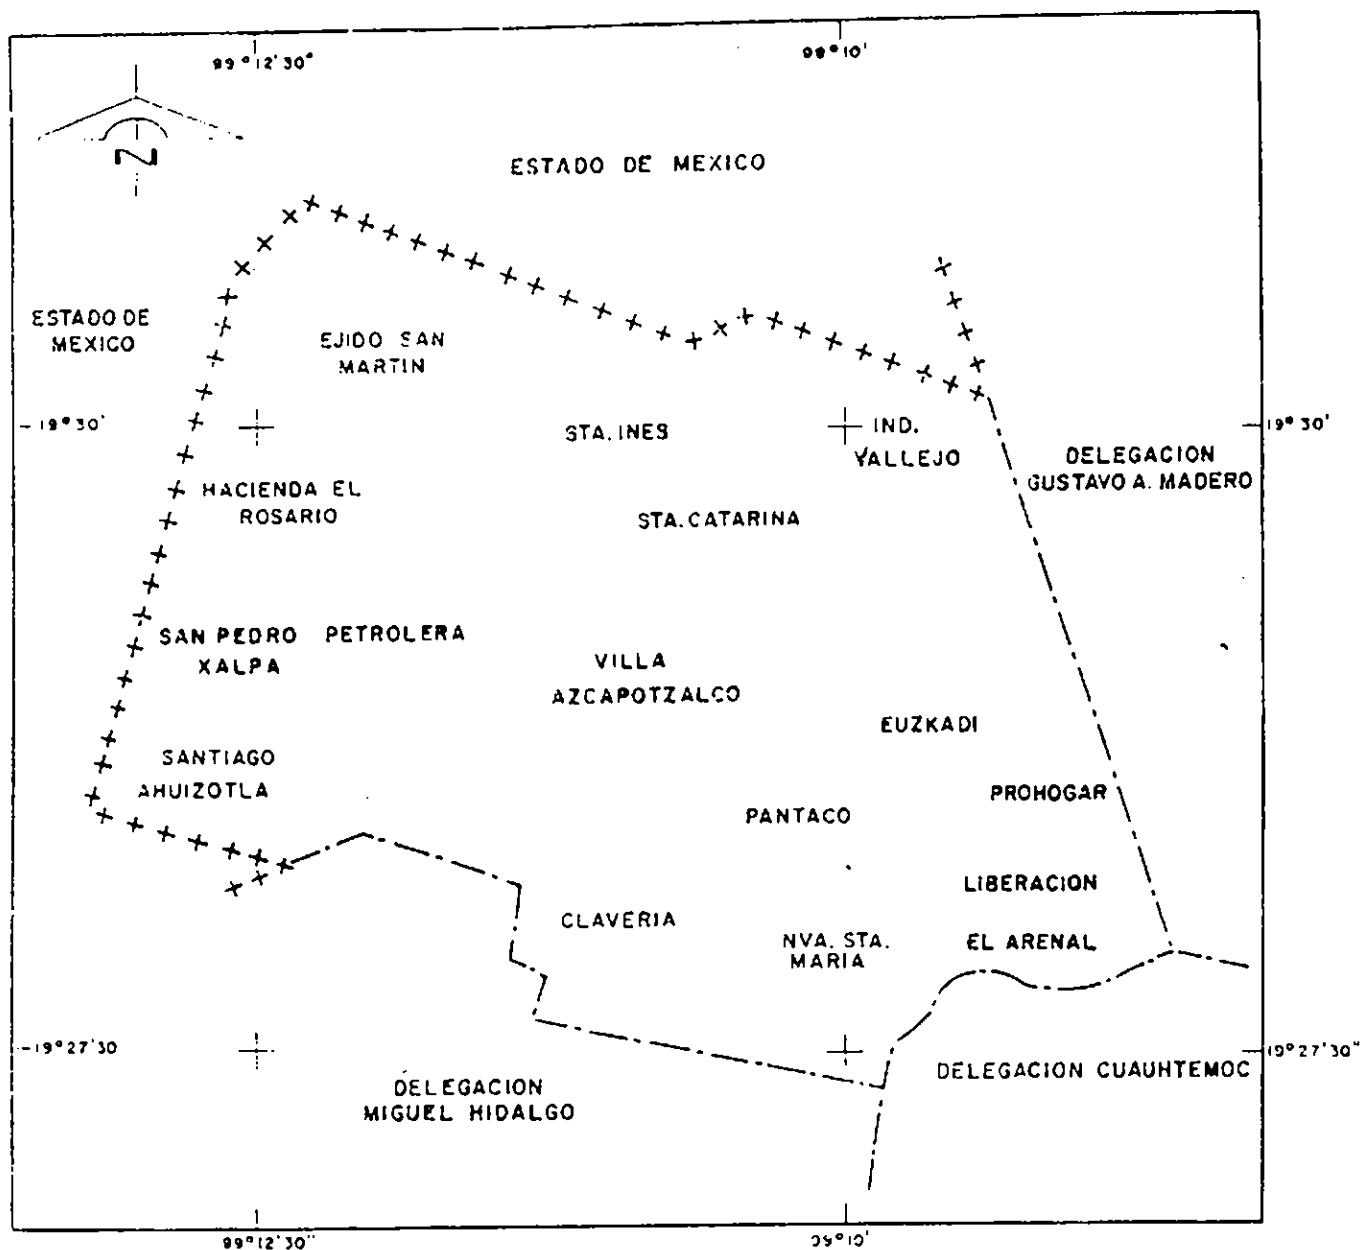 99°12'30"
99°10'
N
ESTADO DE MEXICO
ESTADO DE
MEXICO
EJIDO SAN
MARTIN
19°30'
STA. INES
IND.
VALLEJO
19°30'
DELEGACION
GUSTAVO A. MADERO
HACIENDA EL
ROSARIO
STA. CATARINA
SAN PEDRO
XALPA
PETROLERA
VILLA
AZCAPOTZALCO
EUZKADI
SANTIAGO
AHUIZOTLA
PROHOGAR
PANTACO
LIBERACION
CLAVERIA
NVA. STA.
MARIA
EL ARENAL
19°27'30
19°27'30"
DELEGACION CUAUHTEMOC
DELEGACION
MIGUEL HIDALGO
99°12'30"
99°10'